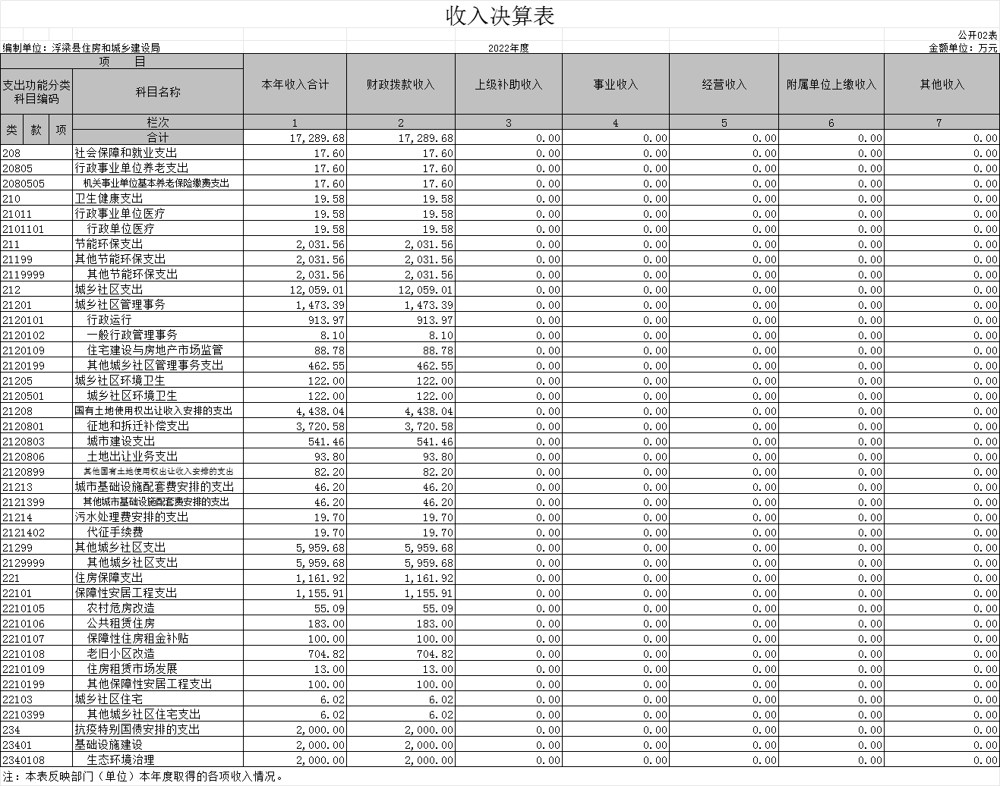 收入决算表
公开02表
编制单位：浮梁县住房和城乡建设局 2022年度 金额单位：万元
项 目 本年收入合计 财政拨款收入 上级补助收入 事业收入 经营收入 附属单位上缴收入 其他收入
支出功能分类科目编码 科目名称
类 款 项 栏次 1 2 3 4 5 6 7
合计 17,289.68 17,289.68 0.00 0.00 0.00 0.00 0.00
208 社会保障和就业支出 17.60 17.60 0.00 0.00 0.00 0.00 0.00
20805 行政事业单位养老支出 17.60 17.60 0.00 0.00 0.00 0.00 0.00
2080505 机关事业单位基本养老保险缴费支出 17.60 17.60 0.00 0.00 0.00 0.00 0.00
210 卫生健康支出 19.58 19.58 0.00 0.00 0.00 0.00 0.00
21011 行政事业单位医疗 19.58 19.58 0.00 0.00 0.00 0.00 0.00
2101101 行政单位医疗 19.58 19.58 0.00 0.00 0.00 0.00 0.00
211 节能环保支出 2,031.56 2,031.56 0.00 0.00 0.00 0.00 0.00
21199 其他节能环保支出 2,031.56 2,031.56 0.00 0.00 0.00 0.00 0.00
2119999 其他节能环保支出 2,031.56 2,031.56 0.00 0.00 0.00 0.00 0.00
212 城乡社区支出 12,059.01 12,059.01 0.00 0.00 0.00 0.00 0.00
21201 城乡社区管理事务 1,473.39 1,473.39 0.00 0.00 0.00 0.00 0.00
2120101 行政运行 913.97 913.97 0.00 0.00 0.00 0.00 0.00
2120102 一般行政管理事务 8.10 8.10 0.00 0.00 0.00 0.00 0.00
2120109 住宅建设与房地产市场监管 88.78 88.78 0.00 0.00 0.00 0.00 0.00
2120199 其他城乡社区管理事务支出 462.55 462.55 0.00 0.00 0.00 0.00 0.00
21205 城乡社区环境卫生 122.00 122.00 0.00 0.00 0.00 0.00 0.00
2120501 城乡社区环境卫生 122.00 122.00 0.00 0.00 0.00 0.00 0.00
21208 国有土地使用权出让收入安排的支出 4,438.04 4,438.04 0.00 0.00 0.00 0.00 0.00
2120801 征地和拆迁补偿支出 3,720.58 3,720.58 0.00 0.00 0.00 0.00 0.00
2120803 城市建设支出 541.46 541.46 0.00 0.00 0.00 0.00 0.00
2120806 土地出让业务支出 93.80 93.80 0.00 0.00 0.00 0.00 0.00
2120899 其他国有土地使用权出让收入安排的支出 82.20 82.20 0.00 0.00 0.00 0.00 0.00
21213 城市基础设施配套费安排的支出 46.20 46.20 0.00 0.00 0.00 0.00 0.00
2121399 其他城市基础设施配套费安排的支出 46.20 46.20 0.00 0.00 0.00 0.00 0.00
21214 污水处理费安排的支出 19.70 19.70 0.00 0.00 0.00 0.00 0.00
2121402 代征手续费 19.70 19.70 0.00 0.00 0.00 0.00 0.00
21299 其他城乡社区支出 5,959.68 5,959.68 0.00 0.00 0.00 0.00 0.00
2129999 其他城乡社区支出 5,959.68 5,959.68 0.00 0.00 0.00 0.00 0.00
221 住房保障支出 1,161.92 1,161.92 0.00 0.00 0.00 0.00 0.00
22101 保障性安居工程支出 1,155.91 1,155.91 0.00 0.00 0.00 0.00 0.00
2210105 农村危房改造 55.09 55.09 0.00 0.00 0.00 0.00 0.00
2210106 公共租赁住房 183.00 183.00 0.00 0.00 0.00 0.00 0.00
2210107 保障性住房租金补贴 100.00 100.00 0.00 0.00 0.00 0.00 0.00
2210108 老旧小区改造 704.82 704.82 0.00 0.00 0.00 0.00 0.00
2210109 住房租赁市场发展 13.00 13.00 0.00 0.00 0.00 0.00 0.00
2210199 其他保障性安居工程支出 100.00 100.00 0.00 0.00 0.00 0.00 0.00
22103 城乡社区住宅 6.02 6.02 0.00 0.00 0.00 0.00 0.00
2210399 其他城乡社区住宅支出 6.02 6.02 0.00 0.00 0.00 0.00 0.00
234 抗疫特别国债安排的支出 2,000.00 2,000.00 0.00 0.00 0.00 0.00 0.00
23401 基础设施建设 2,000.00 2,000.00 0.00 0.00 0.00 0.00 0.00
2340108 生态环境治理 2,000.00 2,000.00 0.00 0.00 0.00 0.00 0.00
注：本表反映部门（单位）本年度取得的各项收入情况。